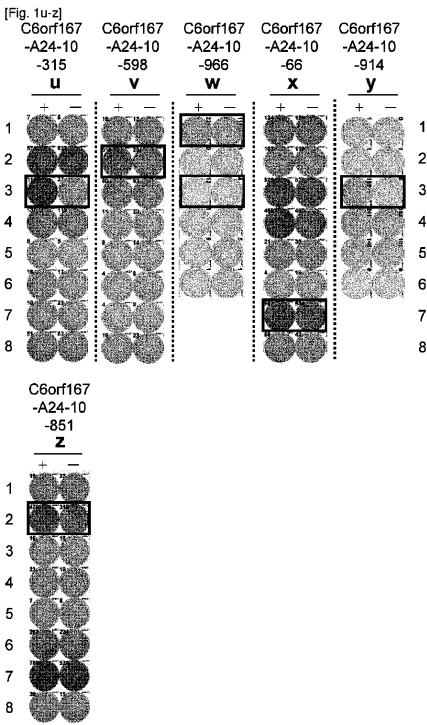 [Fig. 1u-z]
C6orf167 C6orf167 C6orf167 C6orf167 C6orf167
-A24-10 -A24-10 -A24-10 -A24-10 -A24-10
-315 -598 -966 -66 -914
u v w x y
+ − + − + − + − + −
1 1
2 2
3 3
4 4
5 5
6 6
7 7
8 8
C6orf167
-A24-10
-851
z
+ −
1
2
3
4
5
6
7
8